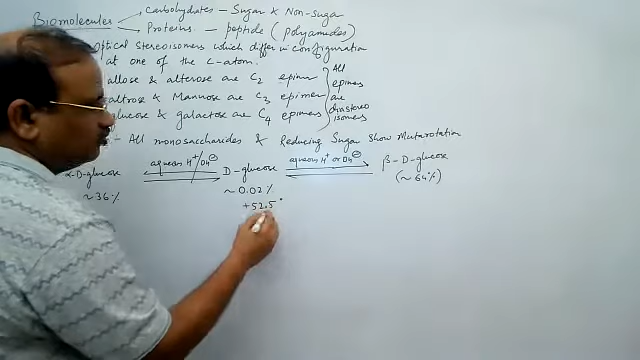 Biomolecules
Carbohydrates – Sugar × Non-sugar
Proteins – peptide (polyamides)
optical stereoisomers which differ in configuration
at one of the C-atom.
allose & alterose are C2 epimer
altrose & Mannose are C3 epimer
glucose & galactose are C4 epimers
All
epimers
are
diastereo
isomers
- All monosaccharides & Reducing Sugar show Mutarotation
α-D-glucose
aqueous H+/OH⊖
D-glucose
aqueous H+ or OH⊖
β-D-glucose
~36%
~0.02%
(~64%)
+52.5°